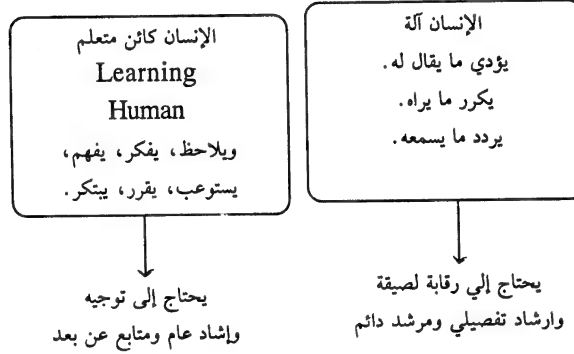 الإنسان آلة
يؤدي ما يقال له.
يكرر ما يراه.
يردد ما يسمعه.
يحتاج إلي رقابة لصيقة
وارشاد تفصيلي ومرشد دائم
الإنسان كائن متعلم
Learning
Human
ويلاحظ، يفكر، يفهم،
يستوعب، يقرر، يبتكر.
يحتاج إلى توجيه
وإشاد عام ومتابع عن بعد